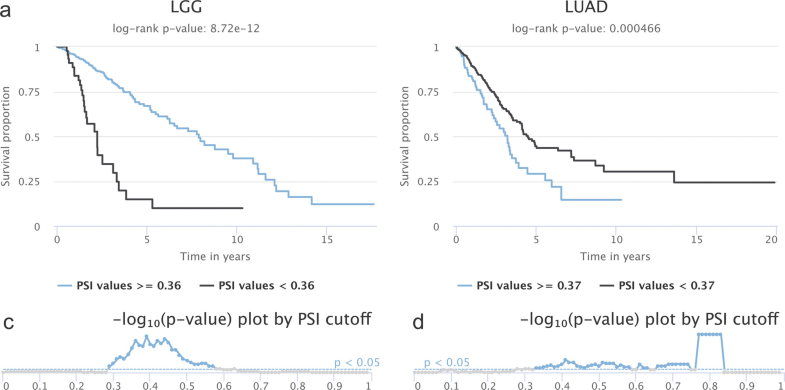 a
LGG
log-rank p-value: 8.72e-12
Survival proportion
1
0.75
0.5
0.25
0
0 5 10 15
Time in years
PSI values >= 0.36 PSI values < 0.36
LUAD
log-rank p-value: 0.000466
Survival proportion
1
0.75
0.5
0.25
0
0 5 10 15 20
Time in years
PSI values >= 0.37 PSI values < 0.37
c
−log₁₀(p-value) plot by PSI cutoff
p < 0.05
0 0.1 0.2 0.3 0.4 0.5 0.6 0.7 0.8 0.9 1
d
−log₁₀(p-value) plot by PSI cutoff
p < 0.05
0 0.1 0.2 0.3 0.4 0.5 0.6 0.7 0.8 0.9 1